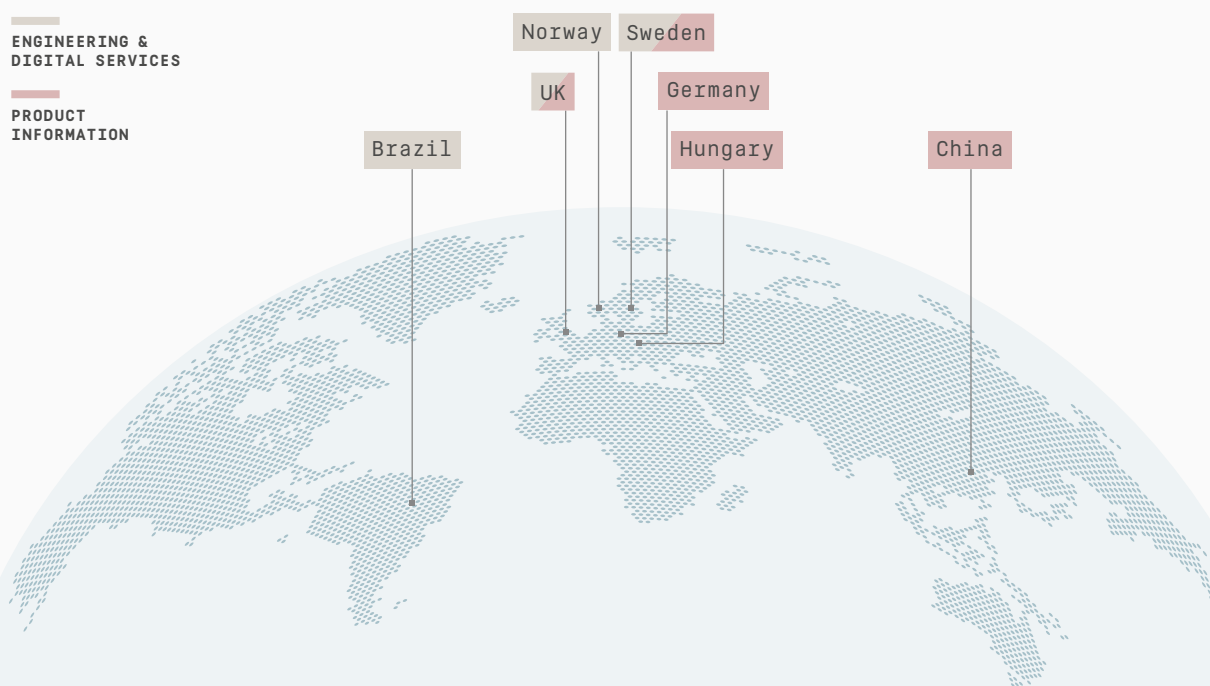 ENGINEERING &
DIGITAL SERVICES
PRODUCT
INFORMATION
Norway
Sweden
UK
Germany
Brazil
Hungary
China